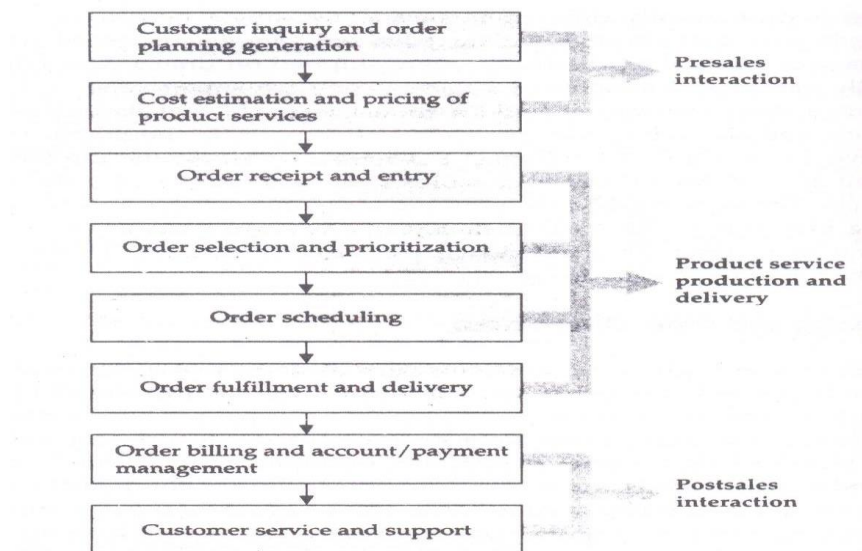 Customer inquiry and order
planning generation
Presales
interaction
Cost estimation and pricing of
product services
Order receipt and entry
Order selection and prioritization
Product service
production and
delivery
Order scheduling
Order fulfillment and delivery
Order billing and account/payment
management
Postsales
interaction
Customer service and support